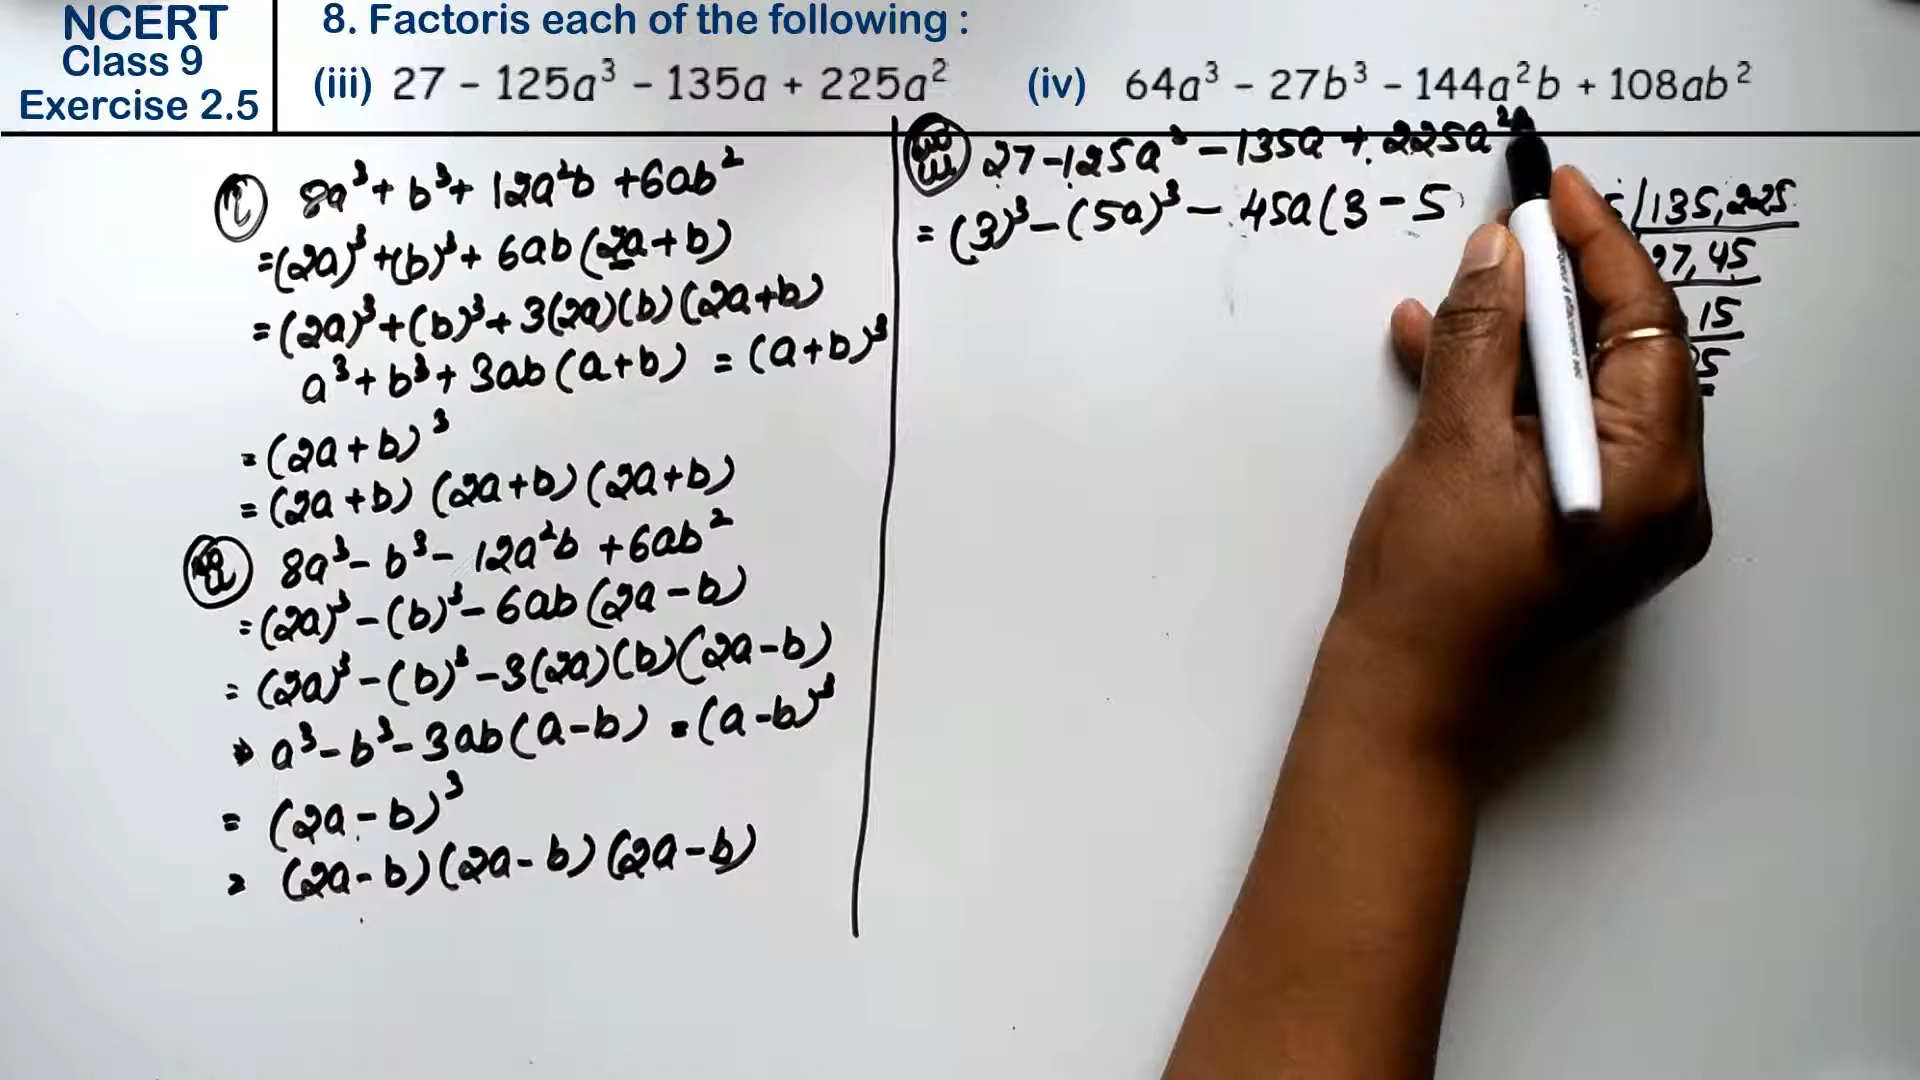 NCERT
Class 9
Exercise 2.5
8. Factoris each of the following :
(iii) 27 - 125a³ - 135a + 225a²
(iv) 64a³ - 27b³ - 144a²b + 108ab²
8a³ + b³ + 12a²b + 6ab²
= (2a)³ + (b)³ + 6ab (2a + b)
= (2a)³ + (b)³ + 3(2a)(b)(2a+b)
a³ + b³ + 3ab (a+b) = (a+b)³
= (2a + b)³
= (2a + b) (2a+b) (2a+b)
8a³ - b³ - 12a²b + 6ab²
= (2a)³ - (b)³ - 6ab (2a - b)
= (2a)³ - (b)³ - 3(2a)(b)(2a-b)
a³ - b³ - 3ab (a-b) = (a-b)³
= (2a - b)³
= (2a - b)(2a - b)(2a - b)
iii 27 - 125a³ - 135a + 225a²
= (3)³ - (5a)³ - 45a (3 - 5
5 | 135, 225
27, 45
15
5